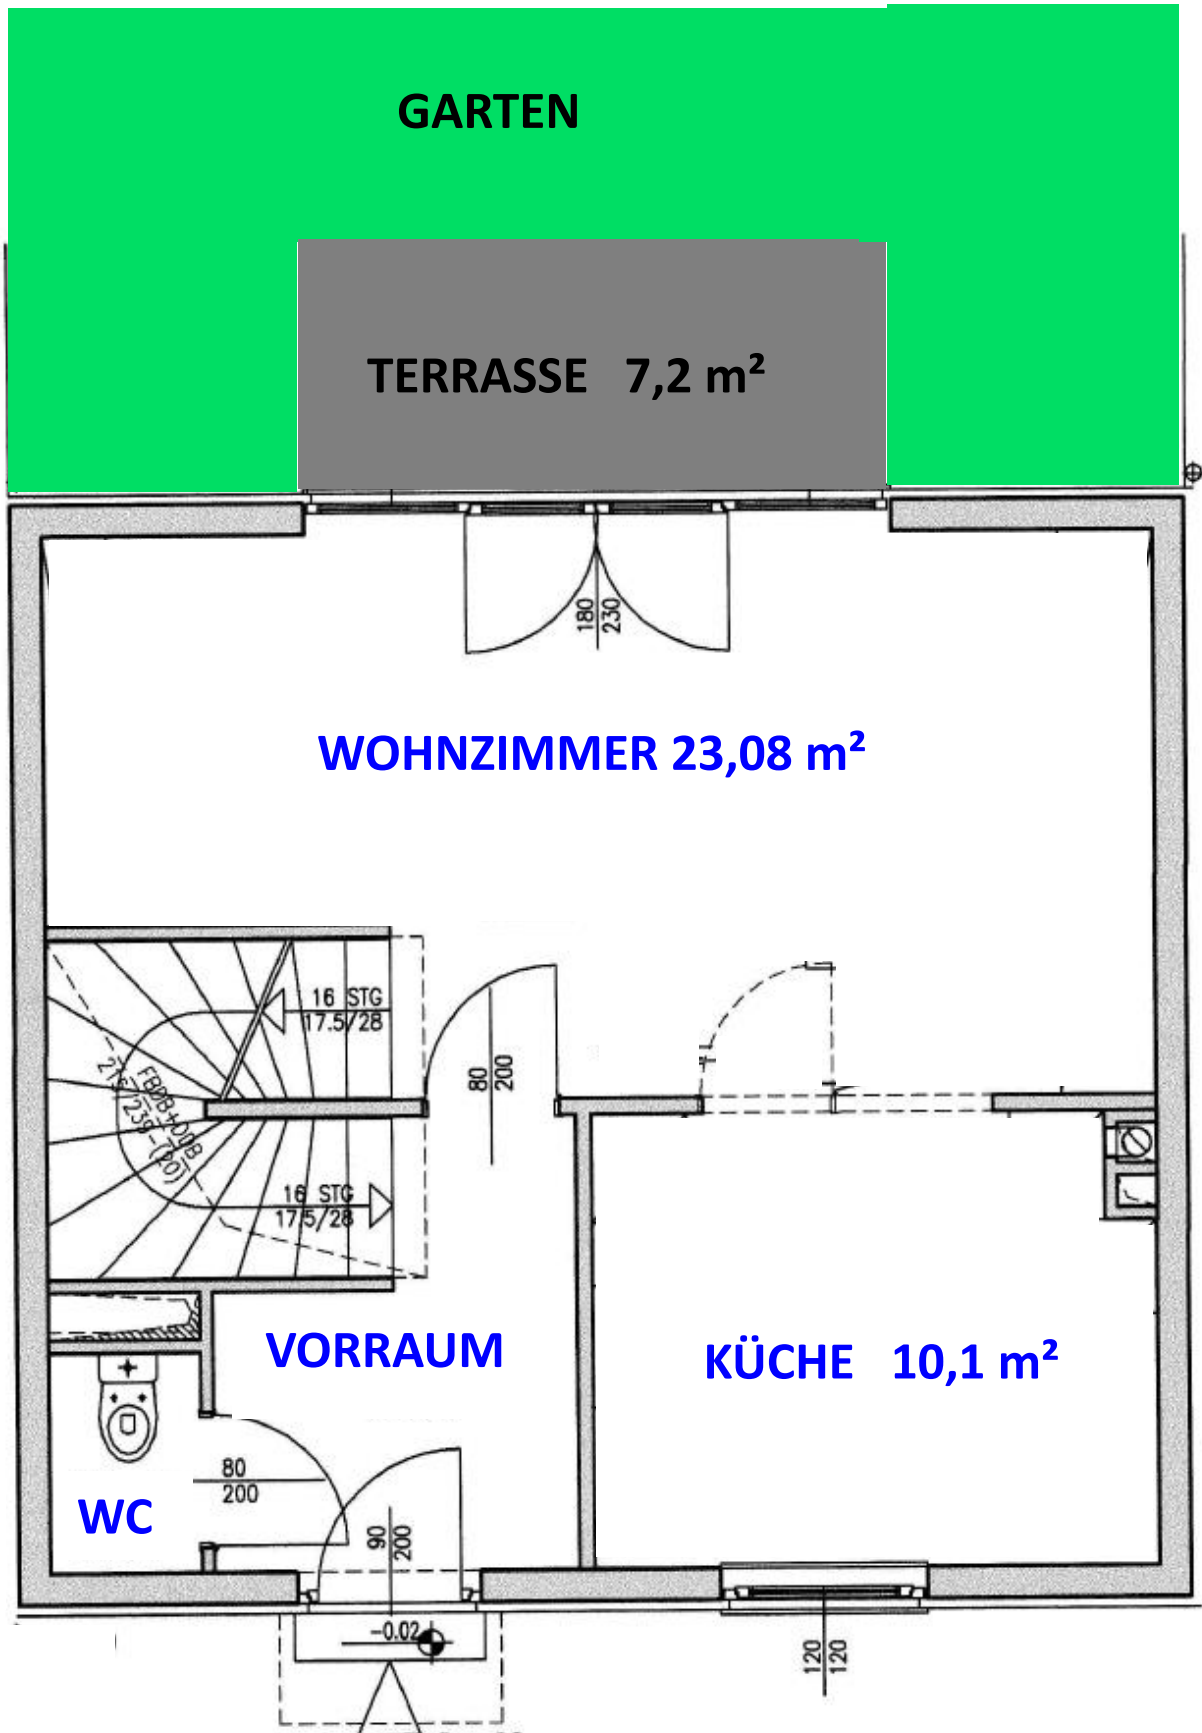 GARTEN
TERRASSE 7,2 m²
180
230
WOHNZIMMER 23,08 m²
16 STG
17.5/28
80
200
16 STG
17.5/28
VORRAUM
KÜCHE 10,1 m²
80
200
WC
90
200
-0.02
120
120